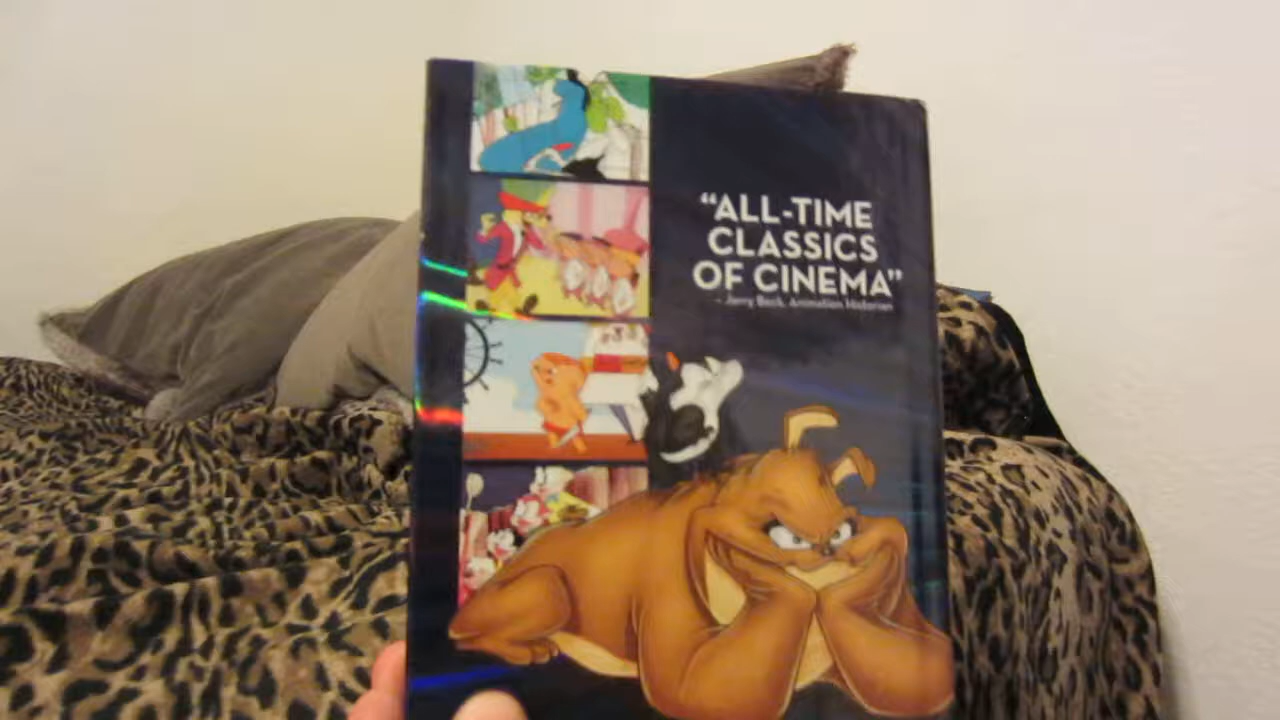 “ALL-TIME
CLASSICS
OF CINEMA”
– Jerry Beck, Animation Historian